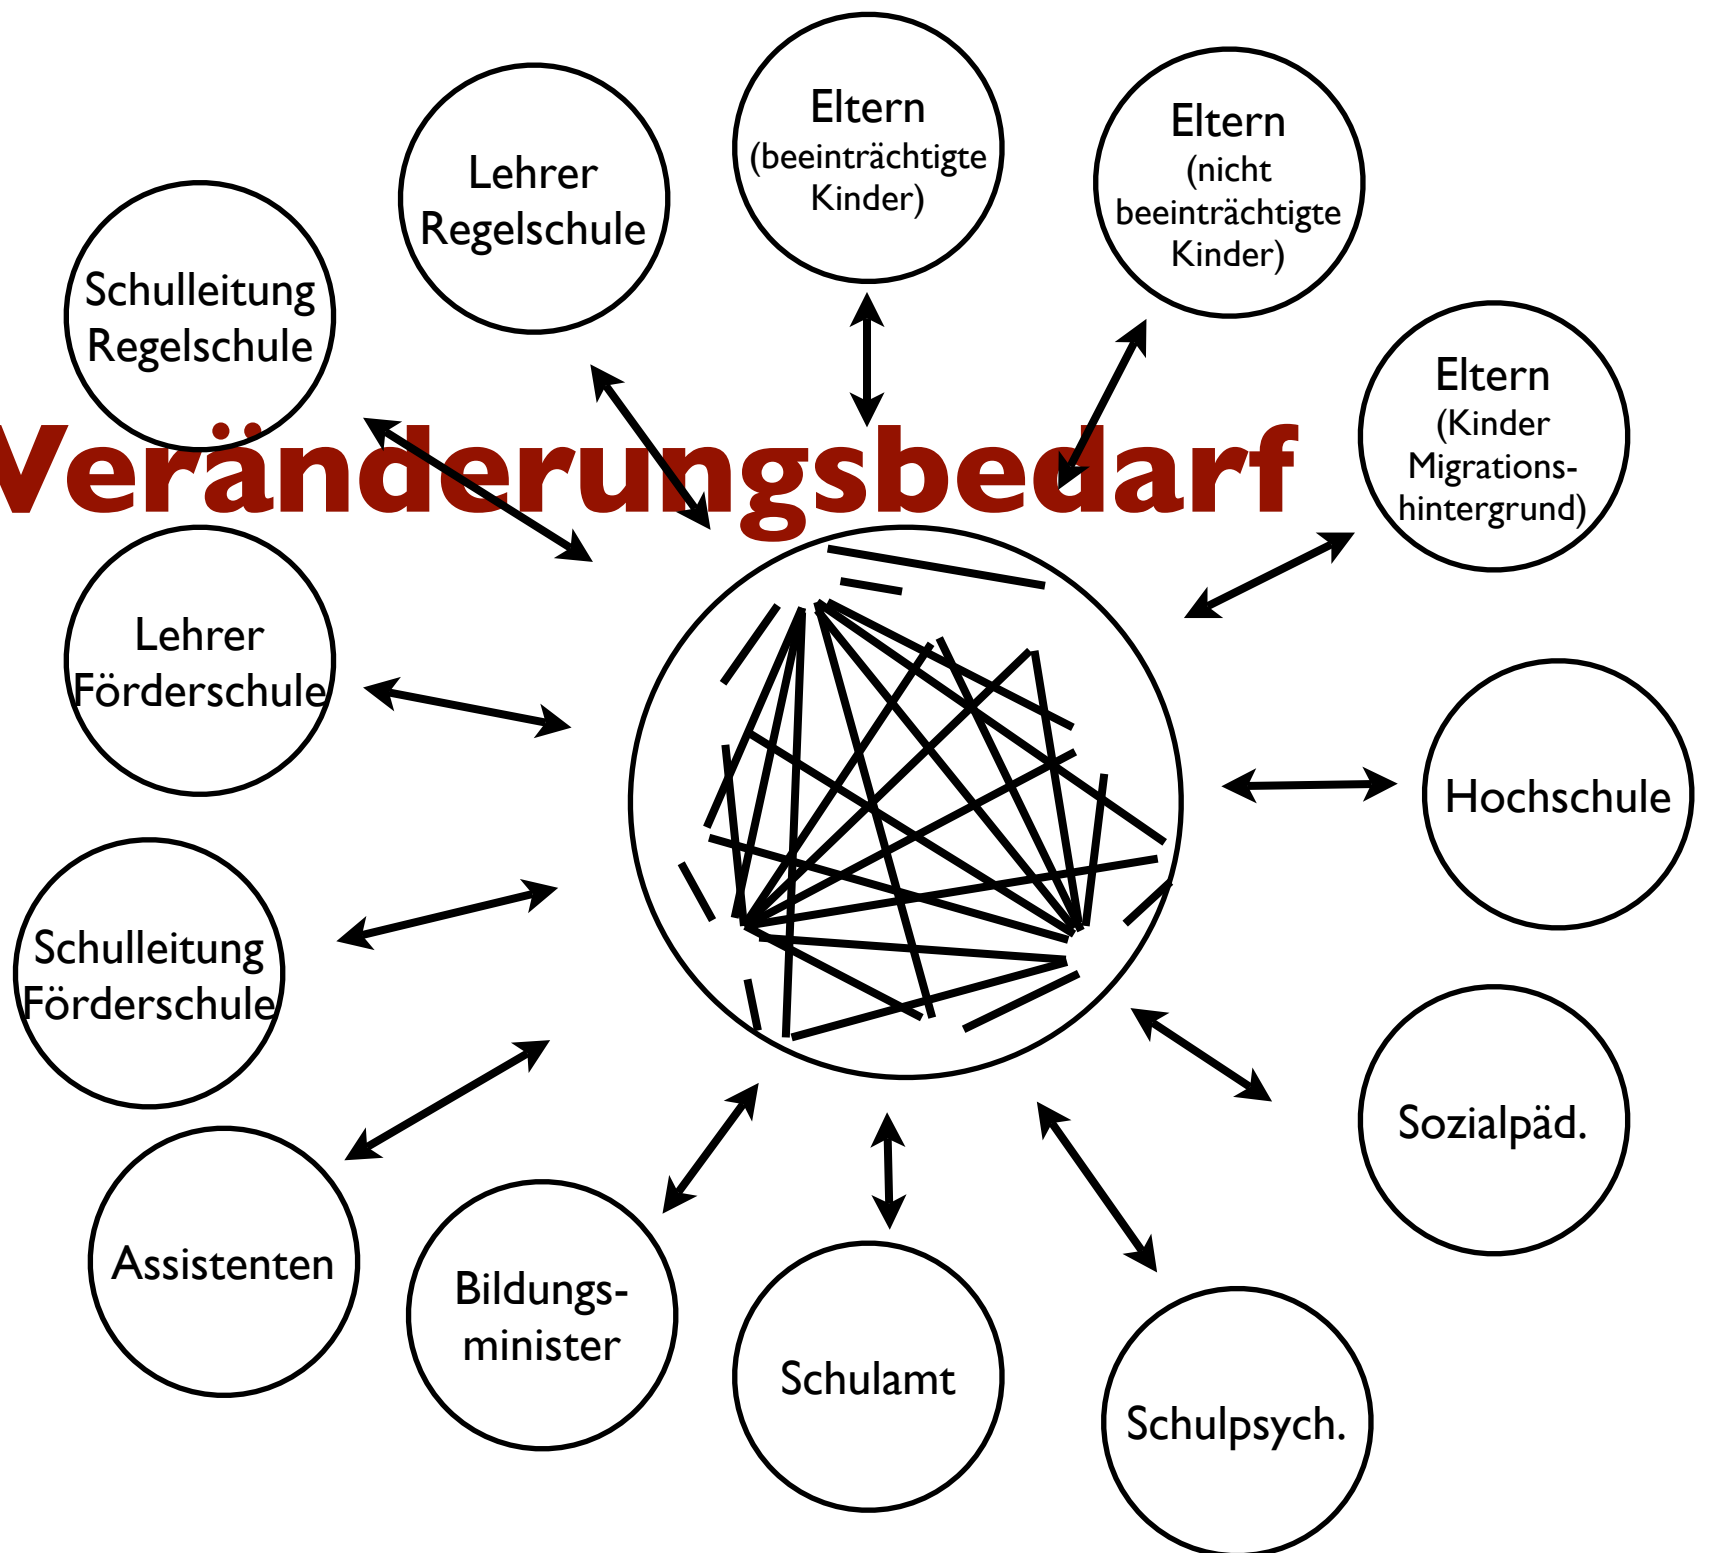 Eltern
(beeinträchtigte
Kinder)
Eltern
(nicht
beeinträchtigte
Kinder)
Lehrer
Regelschule
Schulleitung
Regelschule
Eltern
(Kinder
Migrations-
hintergrund)
Veränderungsbedarf
Lehrer
Förderschule
Hochschule
Schulleitung
Förderschule
Sozialpäd.
Assistenten
Bildungs-
minister
Schulamt
Schulpsych.